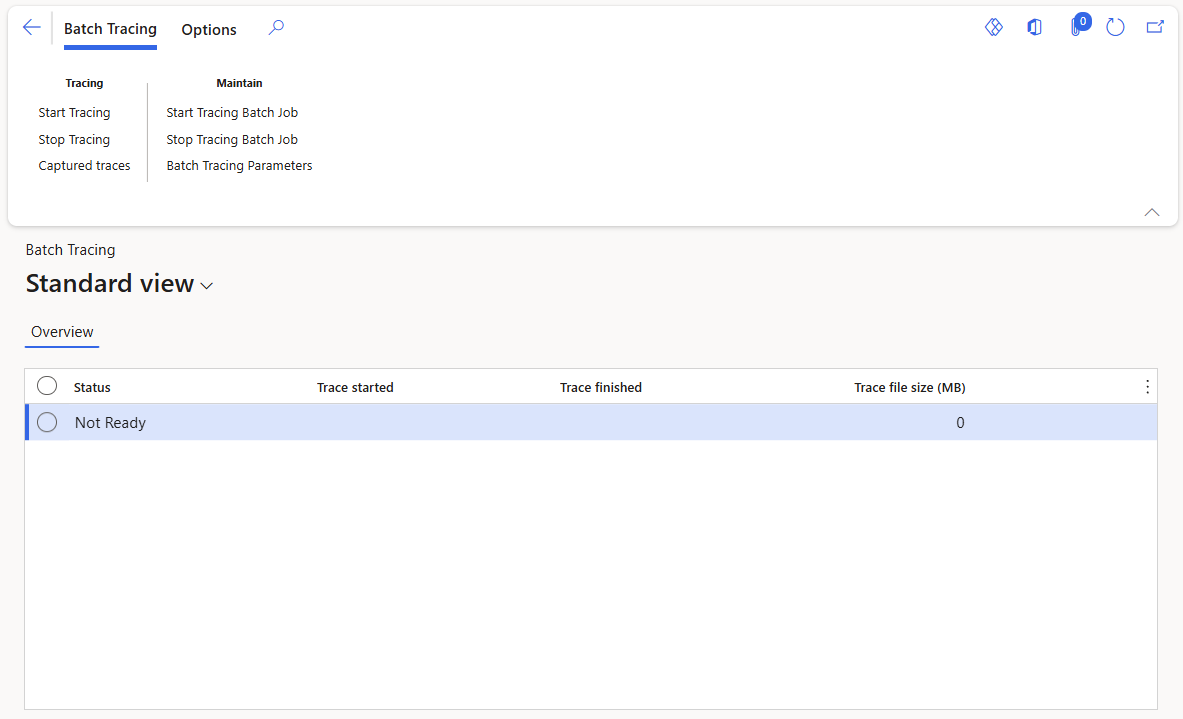 Batch Tracing Options 0
Tracing Maintain
Start Tracing Start Tracing Batch Job
Stop Tracing Stop Tracing Batch Job
Captured traces Batch Tracing Parameters
Batch Tracing
Standard view
Overview
Status Trace started Trace finished Trace file size (MB)
Not Ready 0